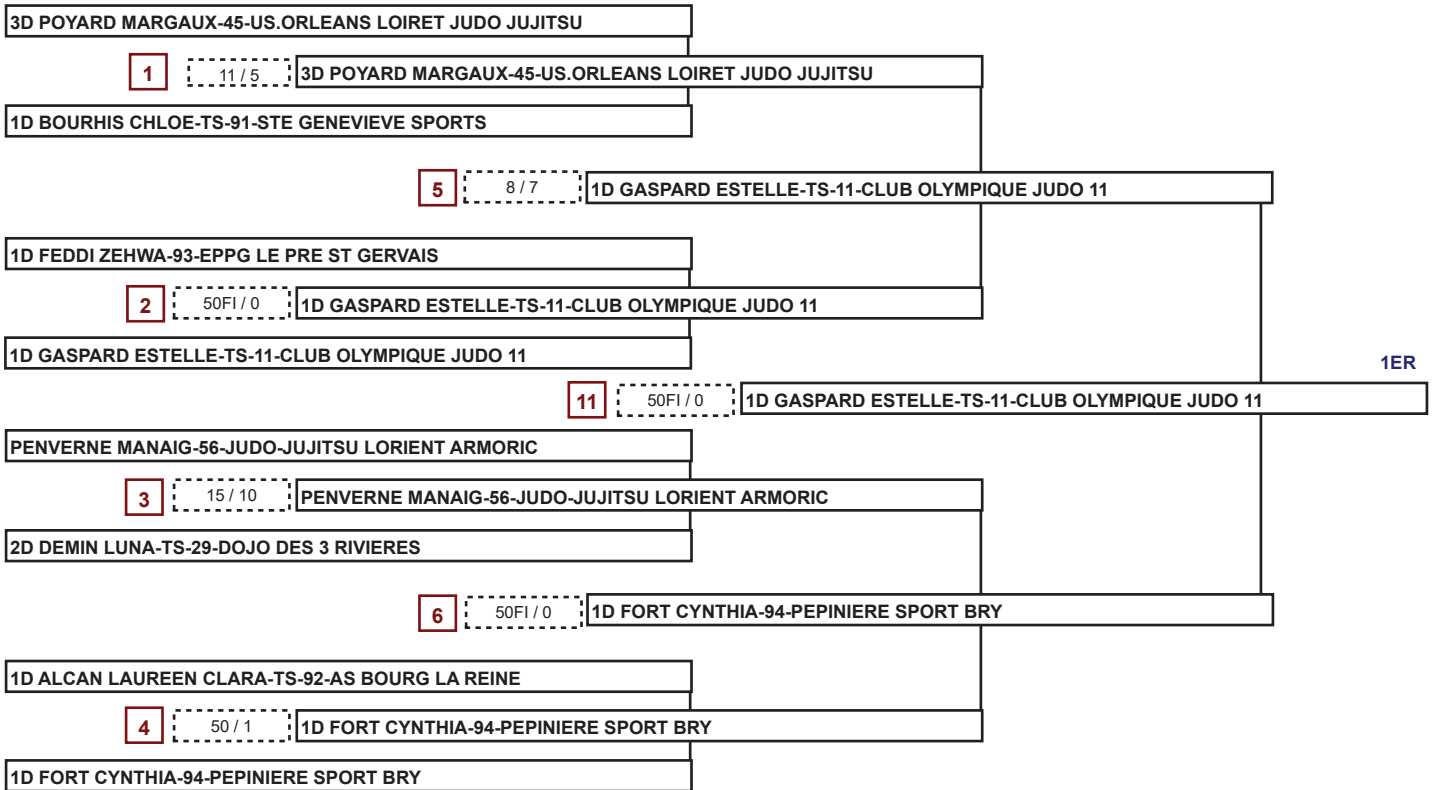 3D POYARD MARGAUX-45-US.ORLEANS LOIRET JUDO JUJITSU
1 11 / 5 3D POYARD MARGAUX-45-US.ORLEANS LOIRET JUDO JUJITSU
1D BOURHIS CHLOE-TS-91-STE GENEVIEVE SPORTS
5 8 / 7 1D GASPARD ESTELLE-TS-11-CLUB OLYMPIQUE JUDO 11
1D FEDDI ZEHWA-93-EPPG LE PRE ST GERVAIS
2 50FI / 0 1D GASPARD ESTELLE-TS-11-CLUB OLYMPIQUE JUDO 11
1D GASPARD ESTELLE-TS-11-CLUB OLYMPIQUE JUDO 11
1ER
11 50FI / 0 1D GASPARD ESTELLE-TS-11-CLUB OLYMPIQUE JUDO 11
PENVERNE MANAIG-56-JUDO-JUJITSU LORIENT ARMORIC
3 15 / 10 PENVERNE MANAIG-56-JUDO-JUJITSU LORIENT ARMORIC
2D DEMIN LUNA-TS-29-DOJO DES 3 RIVIERES
6 50FI / 0 1D FORT CYNTHIA-94-PEPINIERE SPORT BRY
1D ALCAN LAUREEN CLARA-TS-92-AS BOURG LA REINE
4 50 / 1 1D FORT CYNTHIA-94-PEPINIERE SPORT BRY
1D FORT CYNTHIA-94-PEPINIERE SPORT BRY